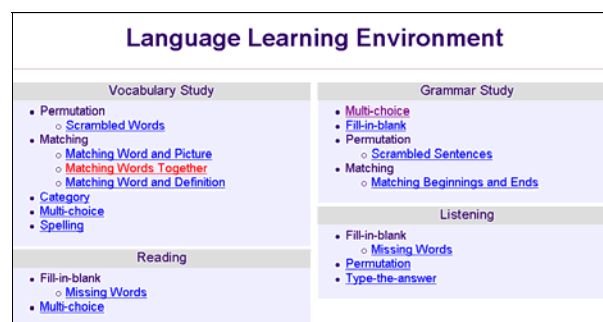 Language Learning Environment
Vocabulary Study
Permutation
Scrambled Words
Matching
Matching Word and Picture
Matching Words Together
Matching Word and Definition
Category
Multi-choice
Spelling
Reading
Fill-in-blank
Missing Words
Multi-choice
Grammar Study
Multi-choice
Fill-in-blank
Permutation
Scrambled Sentences
Matching
Matching Beginnings and Ends
Listening
Fill-in-blank
Missing Words
Permutation
Type-the-answer